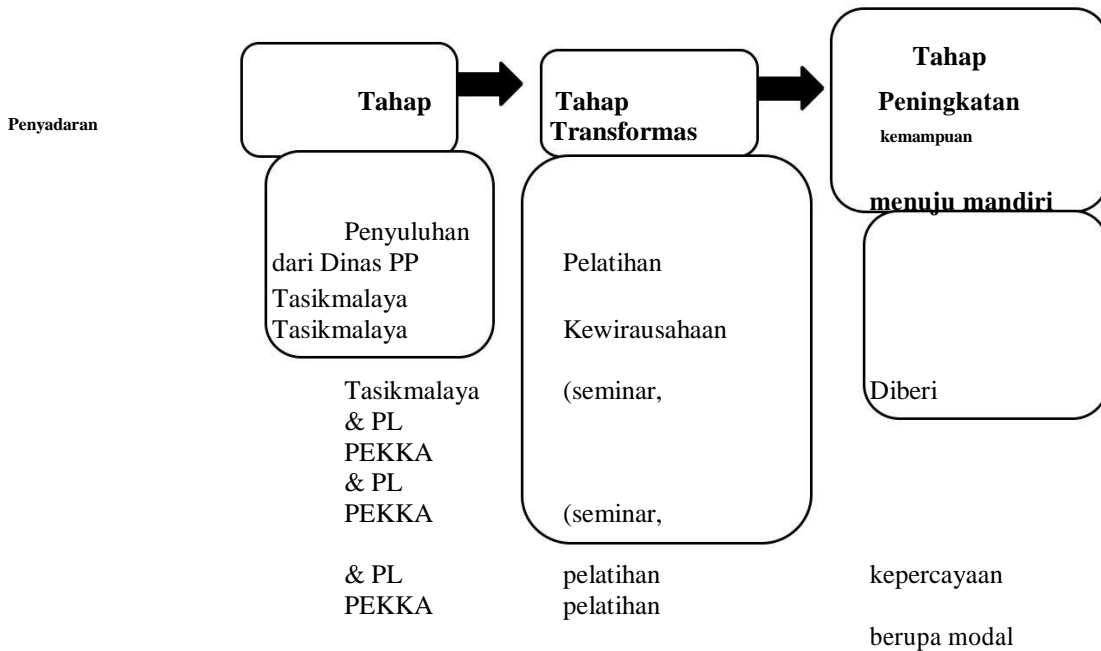 Penyadaran
Tahap
Penyuluhan
dari Dinas PP
Tasikmalaya
Tasikmalaya
Tasikmalaya
& PL
PEKKA
& PL
PEKKA
& PL
PEKKA
Tahap
Transformas
Pelatihan
Kewirausahaan
(seminar,
(seminar,
pelatihan
pelatihan
Tahap
Peningkatan
kemampuan
menuju mandiri
Diberi
kepercayaan
berupa modal